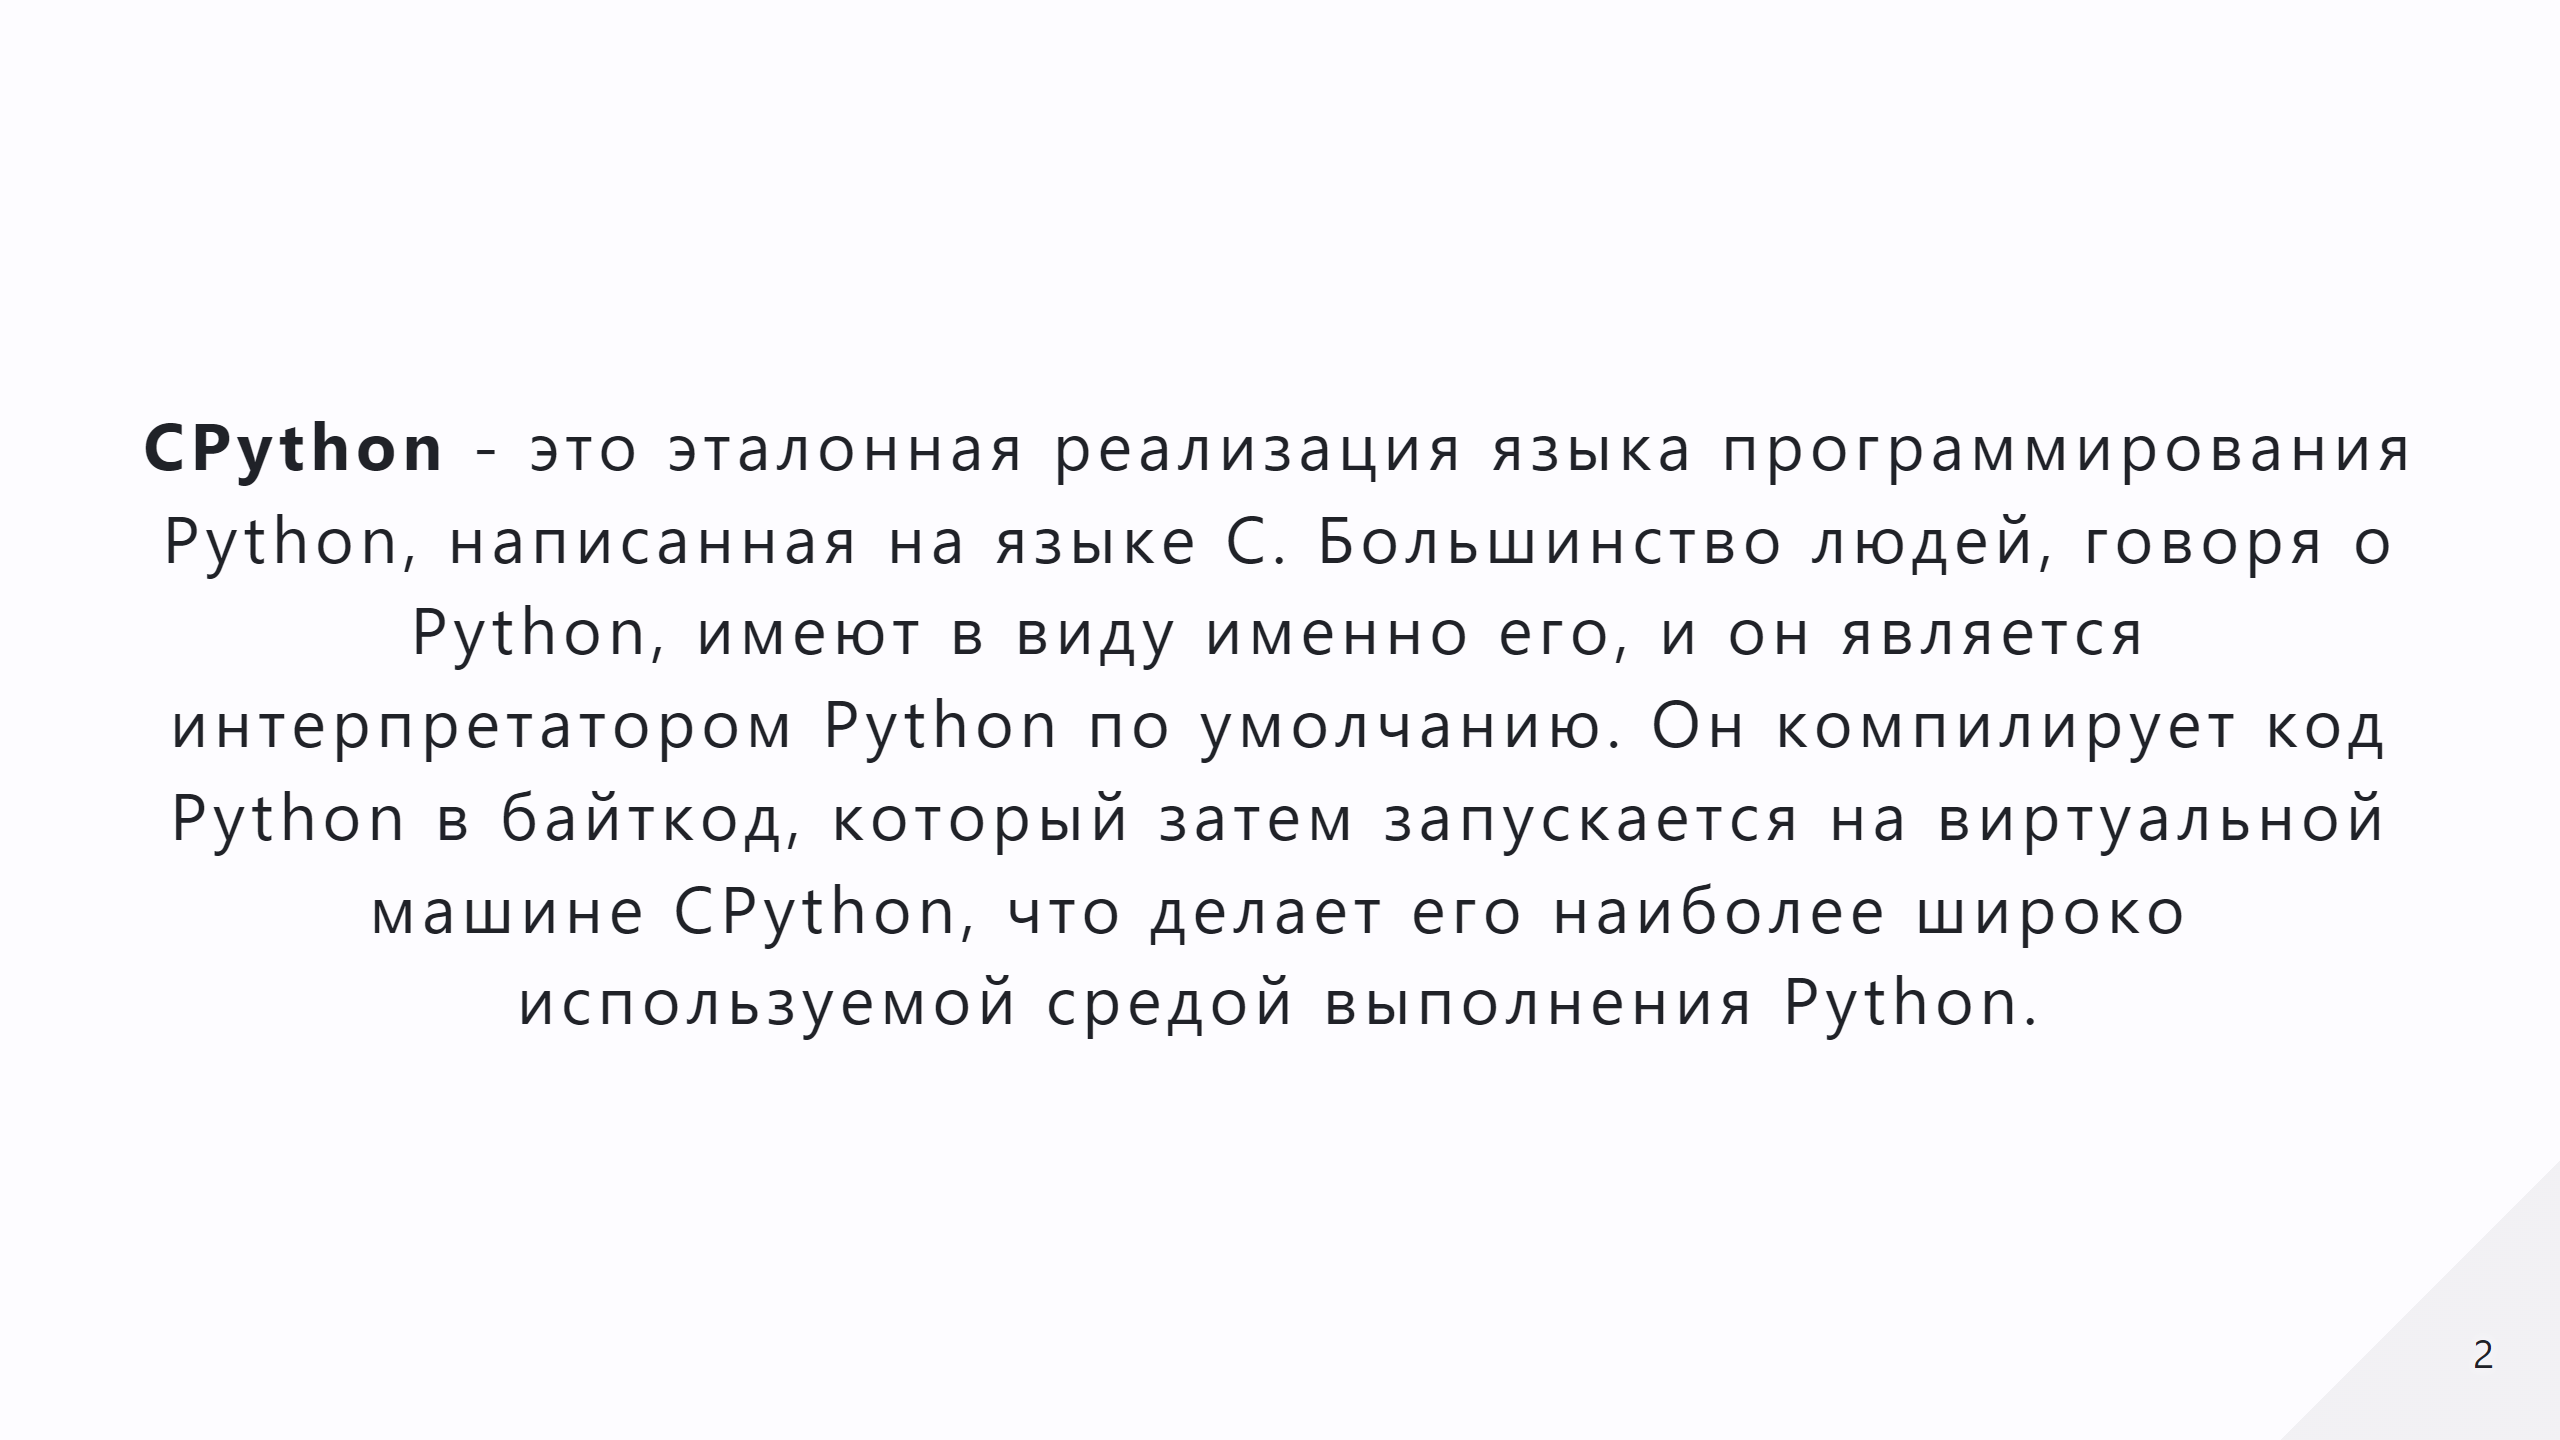 CPython - это эталонная реализация языка программирования
Python, написанная на языке C. Большинство людей, говоря о
Python, имеют в виду именно его, и он является
интерпретатором Python по умолчанию. Он компилирует код
Python в байткод, который затем запускается на виртуальной
машине CPython, что делает его наиболее широко
используемой средой выполнения Python.
2